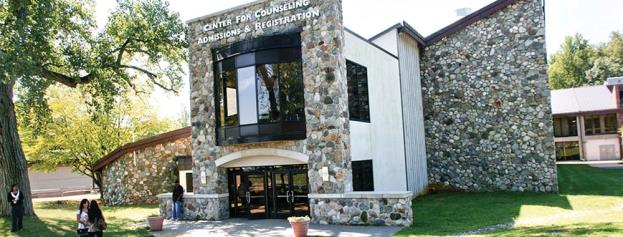 Center For Counseling
Admissions & Registration